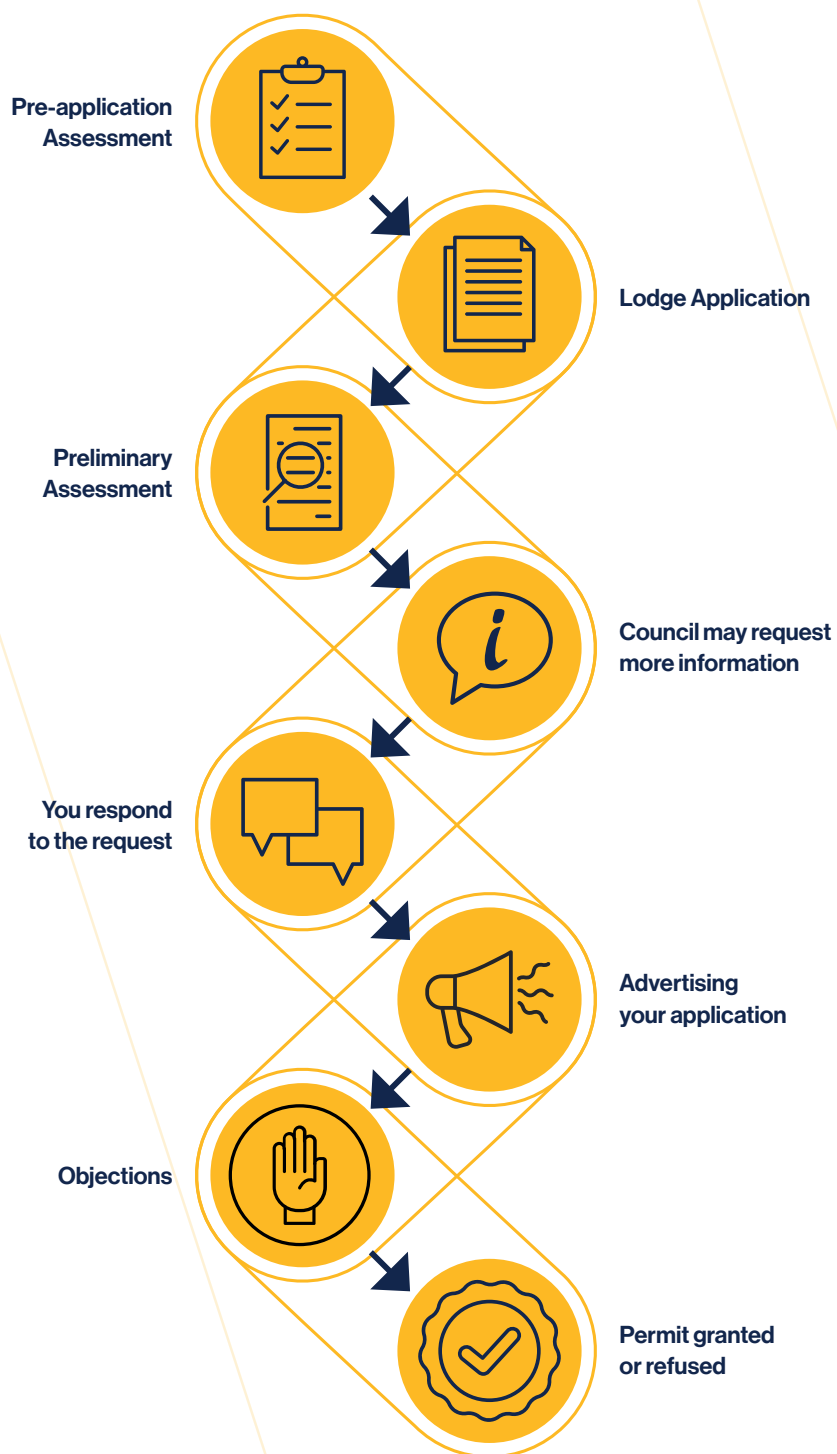 Pre-application
Assessment
Lodge Application
Preliminary
Assessment
Council may request
more information
You respond
to the request
Advertising
your application
Objections
Permit granted
or refused